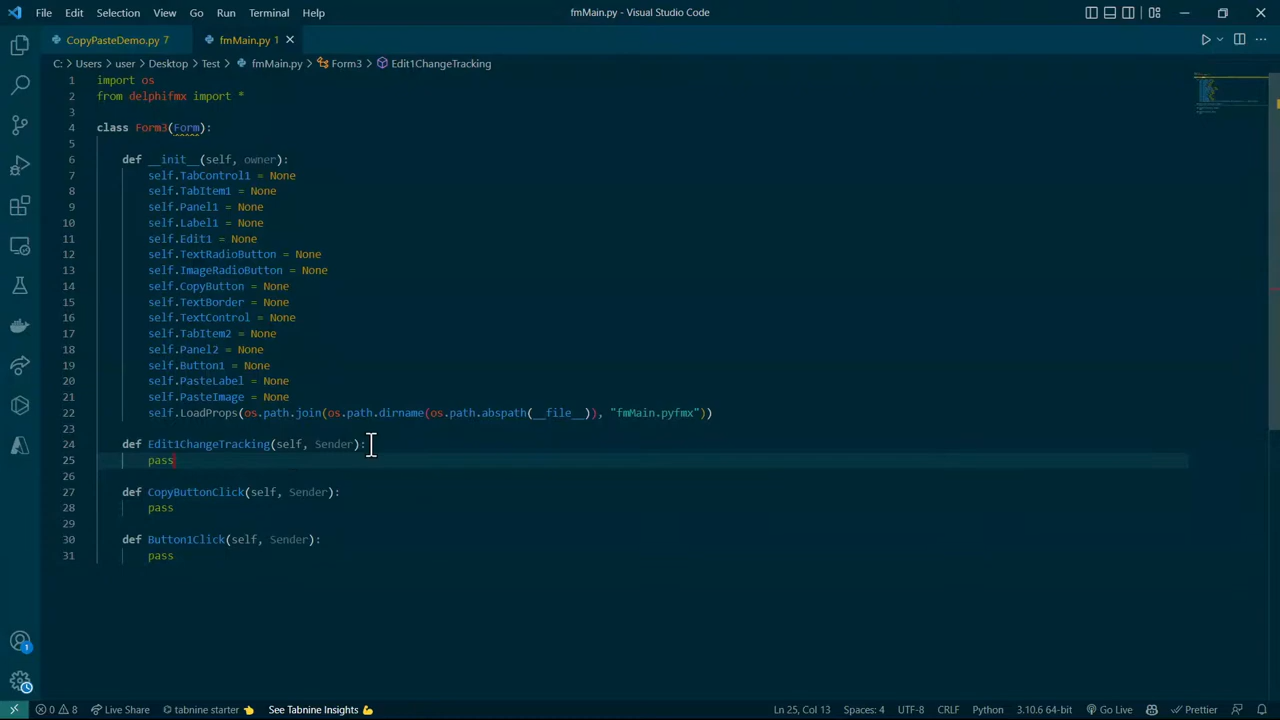 File Edit Selection View Go Run Terminal Help fmMain.py - Visual Studio Code
CopyPasteDemo.py 7 fmMain.py 1
C: > Users > user > Desktop > Test > fmMain.py > Form3 > Edit1ChangeTracking
1 import os
2 from delphifmx import *
3
4 class Form3(Form):
5
6 def __init__(self, owner):
7 self.TabControl1 = None
8 self.TabItem1 = None
9 self.Panel1 = None
10 self.Label1 = None
11 self.Edit1 = None
12 self.TextRadioButton = None
13 self.ImageRadioButton = None
14 self.CopyButton = None
15 self.TextBorder = None
16 self.TextControl = None
17 self.TabItem2 = None
18 self.Panel2 = None
19 self.Button1 = None
20 self.PasteLabel = None
21 self.PasteImage = None
22 self.LoadProps(os.path.join(os.path.dirname(os.path.abspath(__file__)), "fmMain.pyfmx"))
23
24 def Edit1ChangeTracking(self, Sender):
25 pass
26
27 def CopyButtonClick(self, Sender):
28 pass
29
30 def Button1Click(self, Sender):
31 pass
1
0 8 Live Share tabnine starter See Tabnine Insights Ln 25, Col 13 Spaces: 4 UTF-8 CRLF Python 3.10.6 64-bit Go Live Prettier